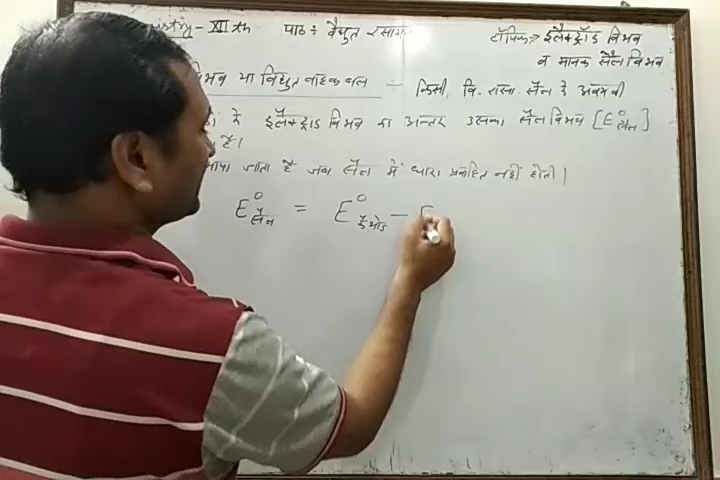 XII th पाठ ÷ वैद्युत रसायन टॉपिक → इलैक्ट्रॉड विभव
व मानक सैल विभव
विभव या विद्युत वाहक बल - किसी वि. रासा. सैल के अवयवी
के इलैक्ट्रॉड विभव का अन्तर उसका सैल विभव [E°सैल]
है।
मापा जाता है जब सैल में धारा प्रवाहित नहीं होती।
E°सैल = E°कैथोड -